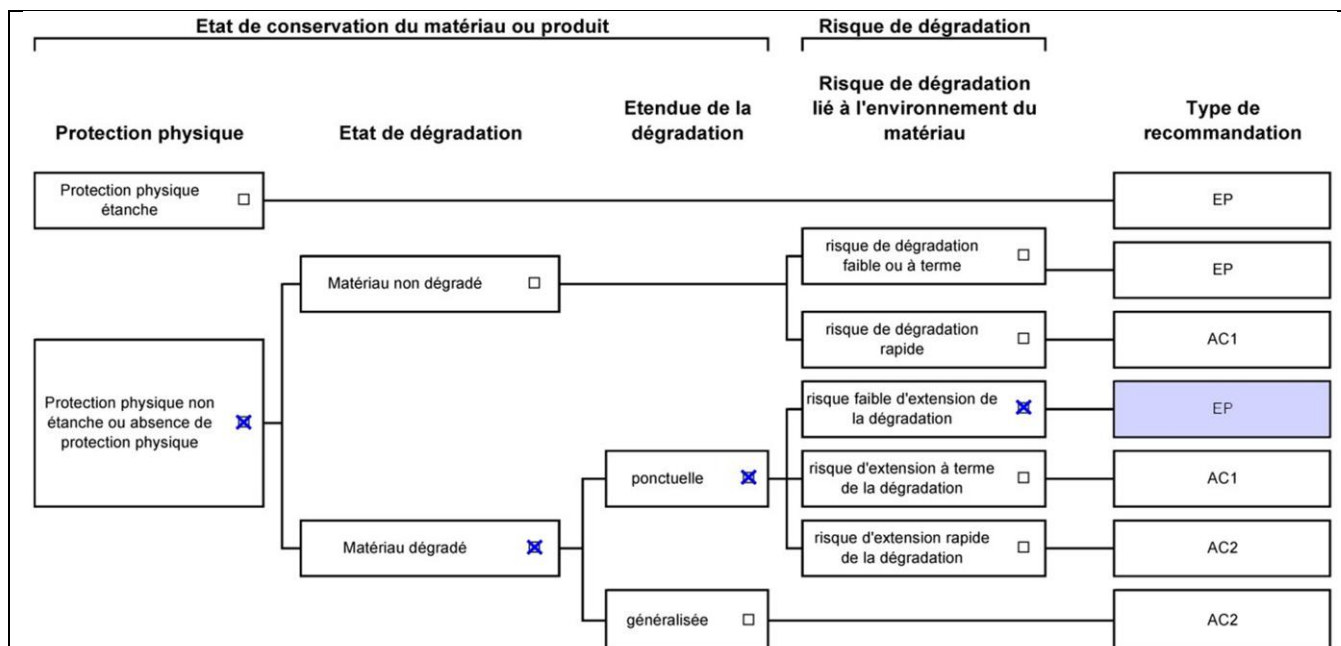 Etat de conservation du matériau ou produit
Risque de dégradation
Protection physique
Etat de dégradation
Etendue de la
dégradation
Risque de dégradation
lié à l'environnement du
matériau
Type de
recommandation
Protection physique
étanche
EP
risque de dégradation
faible ou à terme
EP
Matériau non dégradé
risque de dégradation
rapide
AC1
Protection physique non
étanche ou absence de
protection physique
risque faible d'extension de
la dégradation
EP
ponctuelle
risque d'extension à terme
de la dégradation
AC1
Matériau dégradé
risque d'extension rapide
de la dégradation
AC2
généralisée
AC2